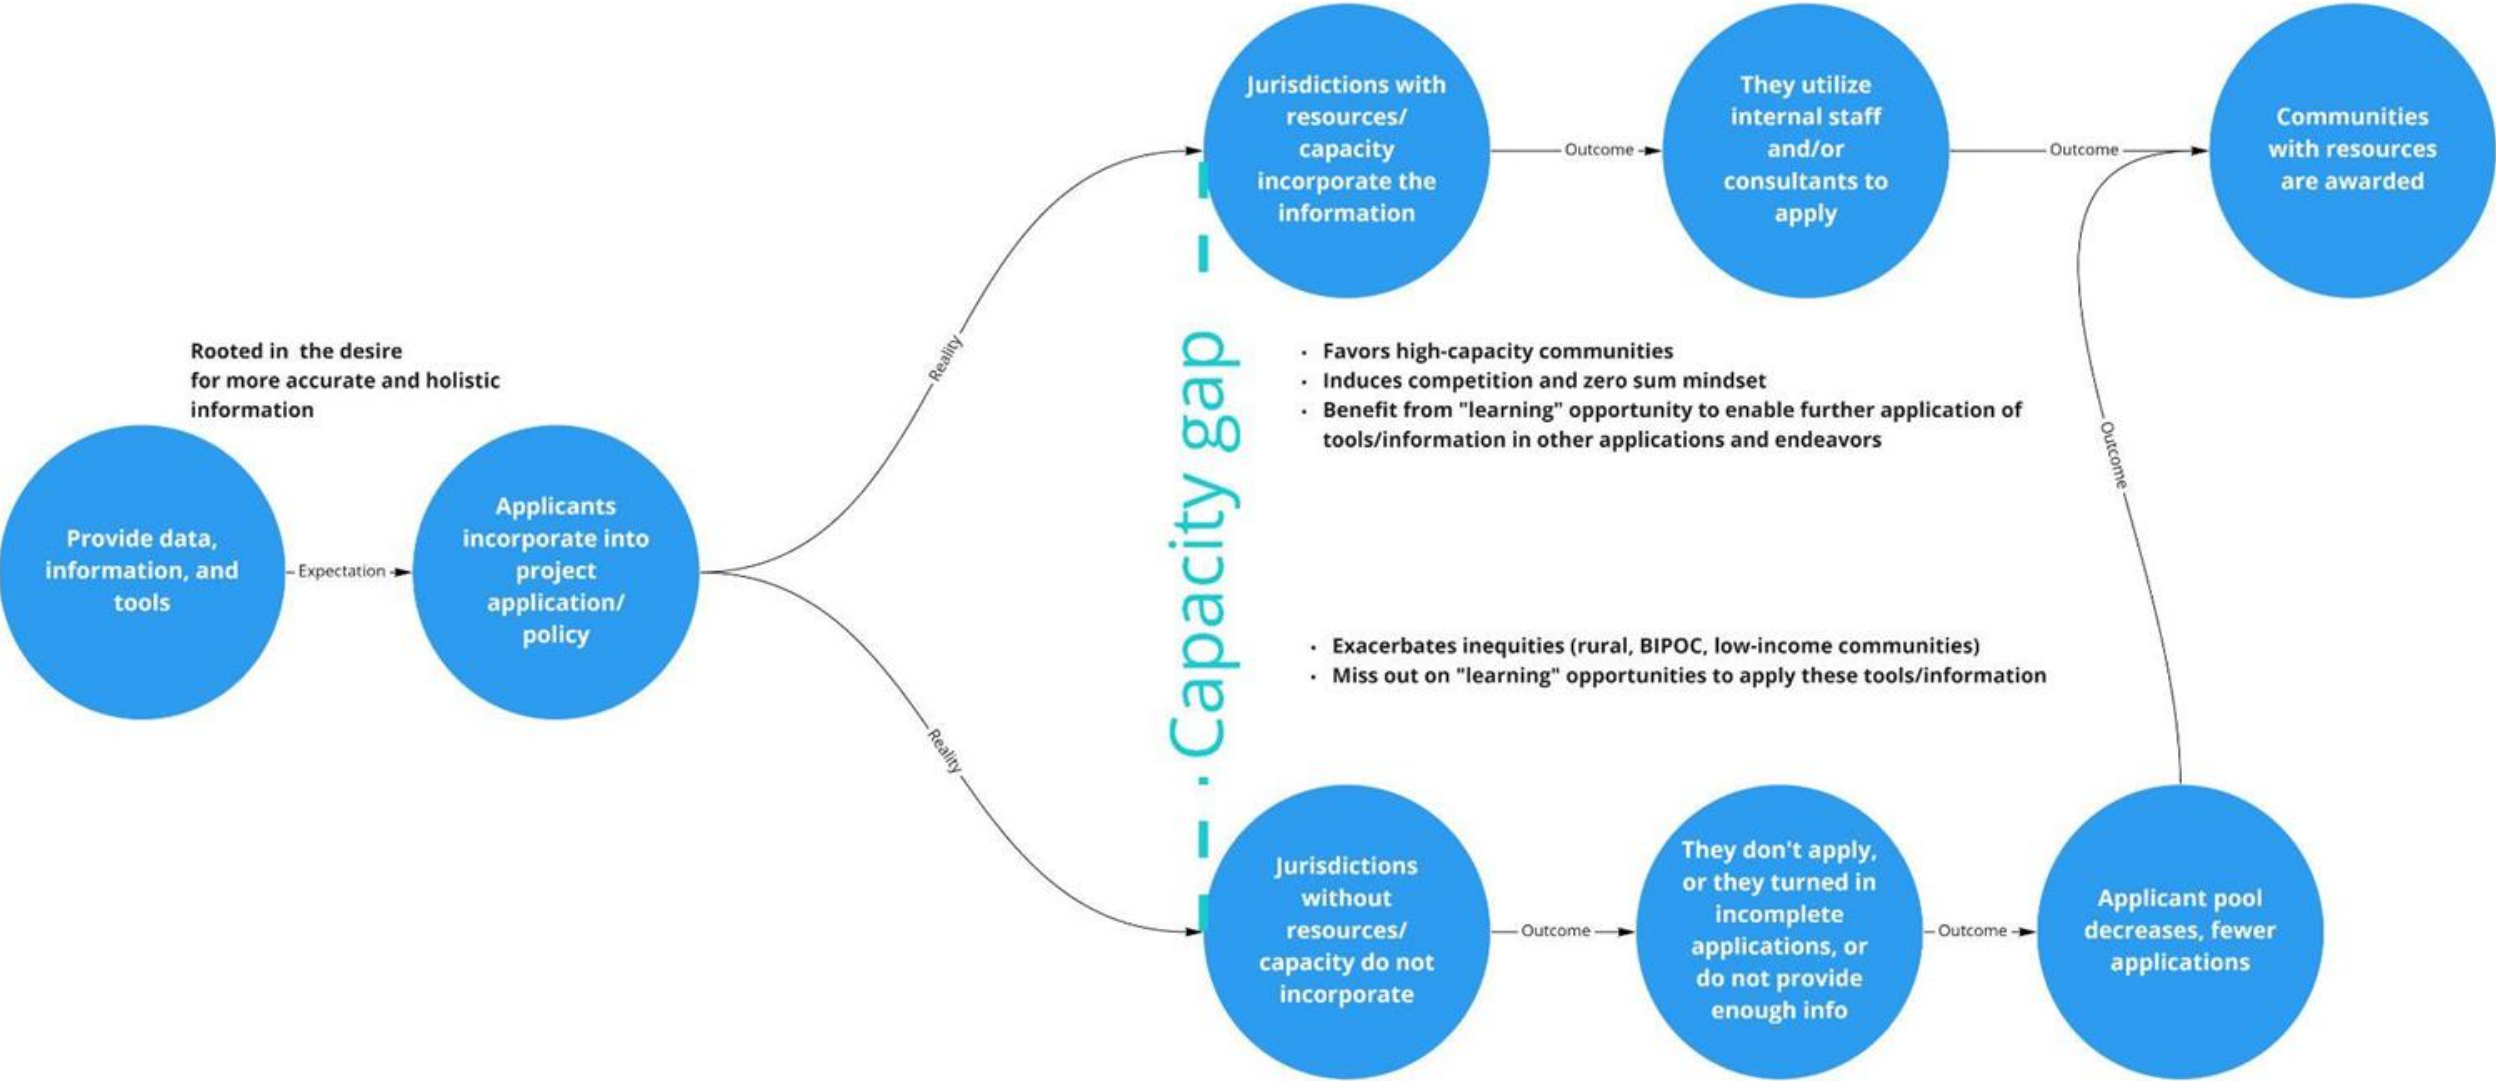 Rooted in  the desire
for more accurate and holistic
information
Provide data,
information, and
tools
Expectation
Applicants
incorporate into
project
application/
policy
Reality
Reality
Capacity gap
Jurisdictions with
resources/
capacity
incorporate the
information
Outcome
They utilize
internal staff
and/or
consultants to
apply
Outcome
Communities
with resources
are awarded
• Favors high-capacity communities
• Induces competition and zero sum mindset
• Benefit from "learning" opportunity to enable further application of
tools/information in other applications and endeavors
• Exacerbates inequities (rural, BIPOC, low-income communities)
• Miss out on "learning" opportunities to apply these tools/information
Jurisdictions
without
resources/
capacity do not
incorporate
Outcome
They don't apply,
or they turned in
incomplete
applications, or
do not provide
enough info
Outcome
Applicant pool
decreases, fewer
applications
Outcome